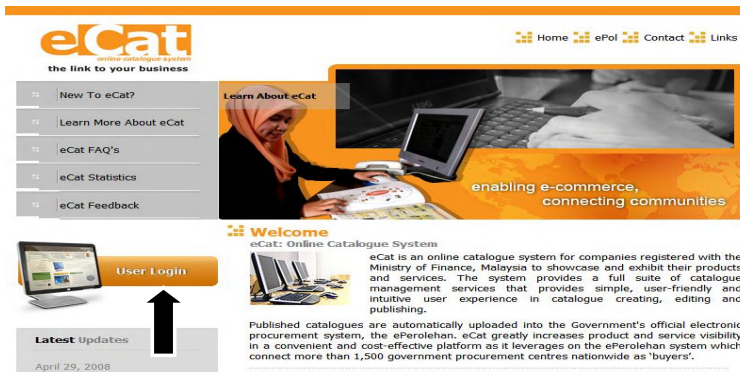 eCat
online catalogue system
the link to your business
Home ePol Contact Links
New To eCat?
Learn More About eCat
eCat FAQ's
eCat Statistics
eCat Feedback
Learn About eCat
enabling e-commerce,
connecting communities
User Login
Latest Updates
April 29, 2008
Welcome
eCat: Online Catalogue System
eCat is an online catalogue system for companies registered with the
Ministry of Finance, Malaysia to showcase and exhibit their products
and services. The system provides a full suite of catalogue
management services that provides simple, user-friendly and
intuitive user experience in catalogue creating, editing and
publishing.
Published catalogues are automatically uploaded into the Government's official electronic
procurement system, the ePerolehan. eCat greatly increases product and service visibility
in a convenient and cost-effective platform as it leverages on the ePerolehan system which
connect more than 1,500 government procurement centres nationwide as 'buyers'.